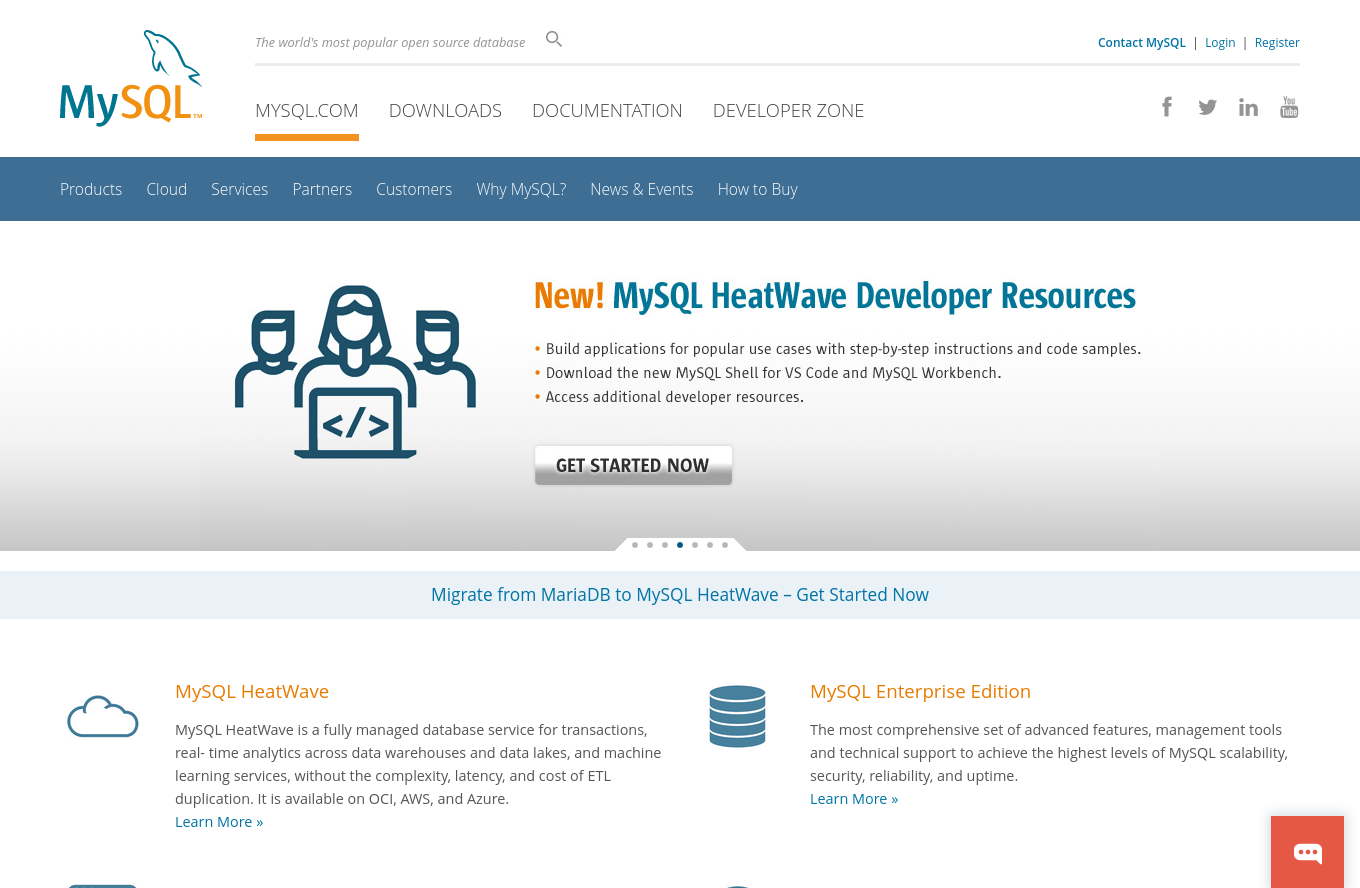 The world's most popular open source database
Contact MySQL | Login | Register
MySQL™
MYSQL.COM DOWNLOADS DOCUMENTATION DEVELOPER ZONE
f in You Tube
Products Cloud Services Partners Customers Why MySQL? News & Events How to Buy
New! MySQL HeatWave Developer Resources
• Build applications for popular use cases with step-by-step instructions and code samples.
• Download the new MySQL Shell for VS Code and MySQL Workbench.
• Access additional developer resources.
</>
GET STARTED NOW
Migrate from MariaDB to MySQL HeatWave – Get Started Now
MySQL HeatWave
MySQL HeatWave is a fully managed database service for transactions,
real- time analytics across data warehouses and data lakes, and machine
learning services, without the complexity, latency, and cost of ETL
duplication. It is available on OCI, AWS, and Azure.
Learn More »
MySQL Enterprise Edition
The most comprehensive set of advanced features, management tools
and technical support to achieve the highest levels of MySQL scalability,
security, reliability, and uptime.
Learn More »